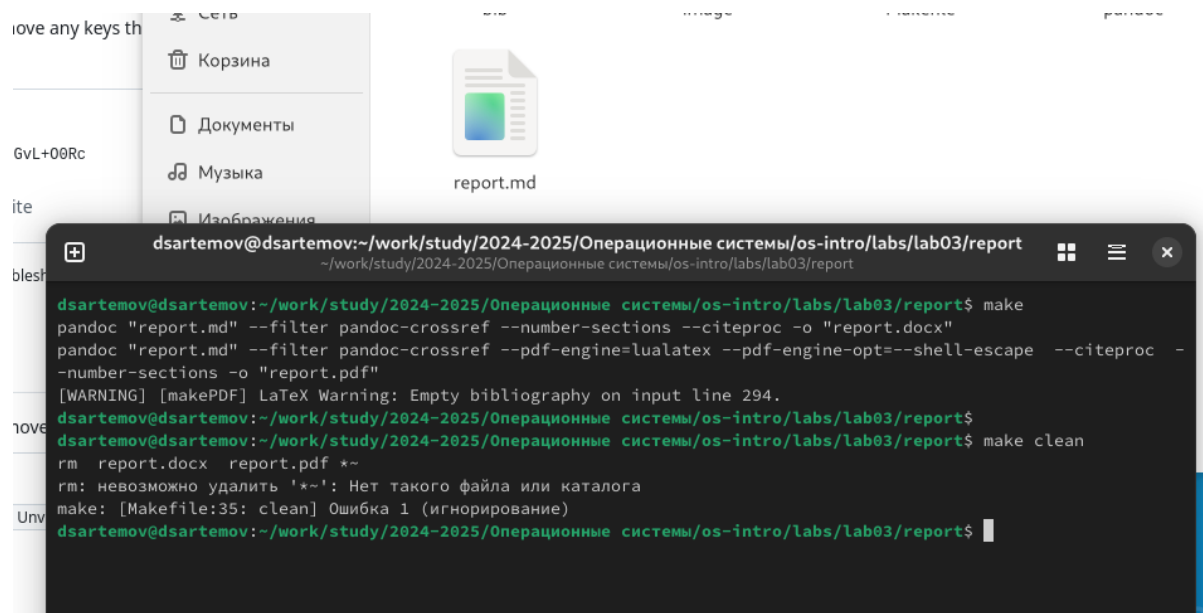 Сеть
ove any keys th
Корзина
Документы
GvL+O0Rc
Музыка
report.md
ite
Изображения
dsartemov@dsartemov:~/work/study/2024-2025/Операционные системы/os-intro/labs/lab03/report
~/work/study/2024-2025/Операционные системы/os-intro/labs/lab03/report
blesh
dsartemov@dsartemov:~/work/study/2024-2025/Операционные системы/os-intro/labs/lab03/report$ make
pandoc "report.md" --filter pandoc-crossref --number-sections --citeproc -o "report.docx"
pandoc "report.md" --filter pandoc-crossref --pdf-engine=lualatex --pdf-engine-opt=--shell-escape  --citeproc -
-number-sections -o "report.pdf"
[WARNING] [makePDF] LaTeX Warning: Empty bibliography on input line 294.
dsartemov@dsartemov:~/work/study/2024-2025/Операционные системы/os-intro/labs/lab03/report$
dsartemov@dsartemov:~/work/study/2024-2025/Операционные системы/os-intro/labs/lab03/report$ make clean
rm  report.docx  report.pdf *~
rm: невозможно удалить '*~': Нет такого файла или каталога
make: [Makefile:35: clean] Ошибка 1 (игнорирование)
Unv
dsartemov@dsartemov:~/work/study/2024-2025/Операционные системы/os-intro/labs/lab03/report$